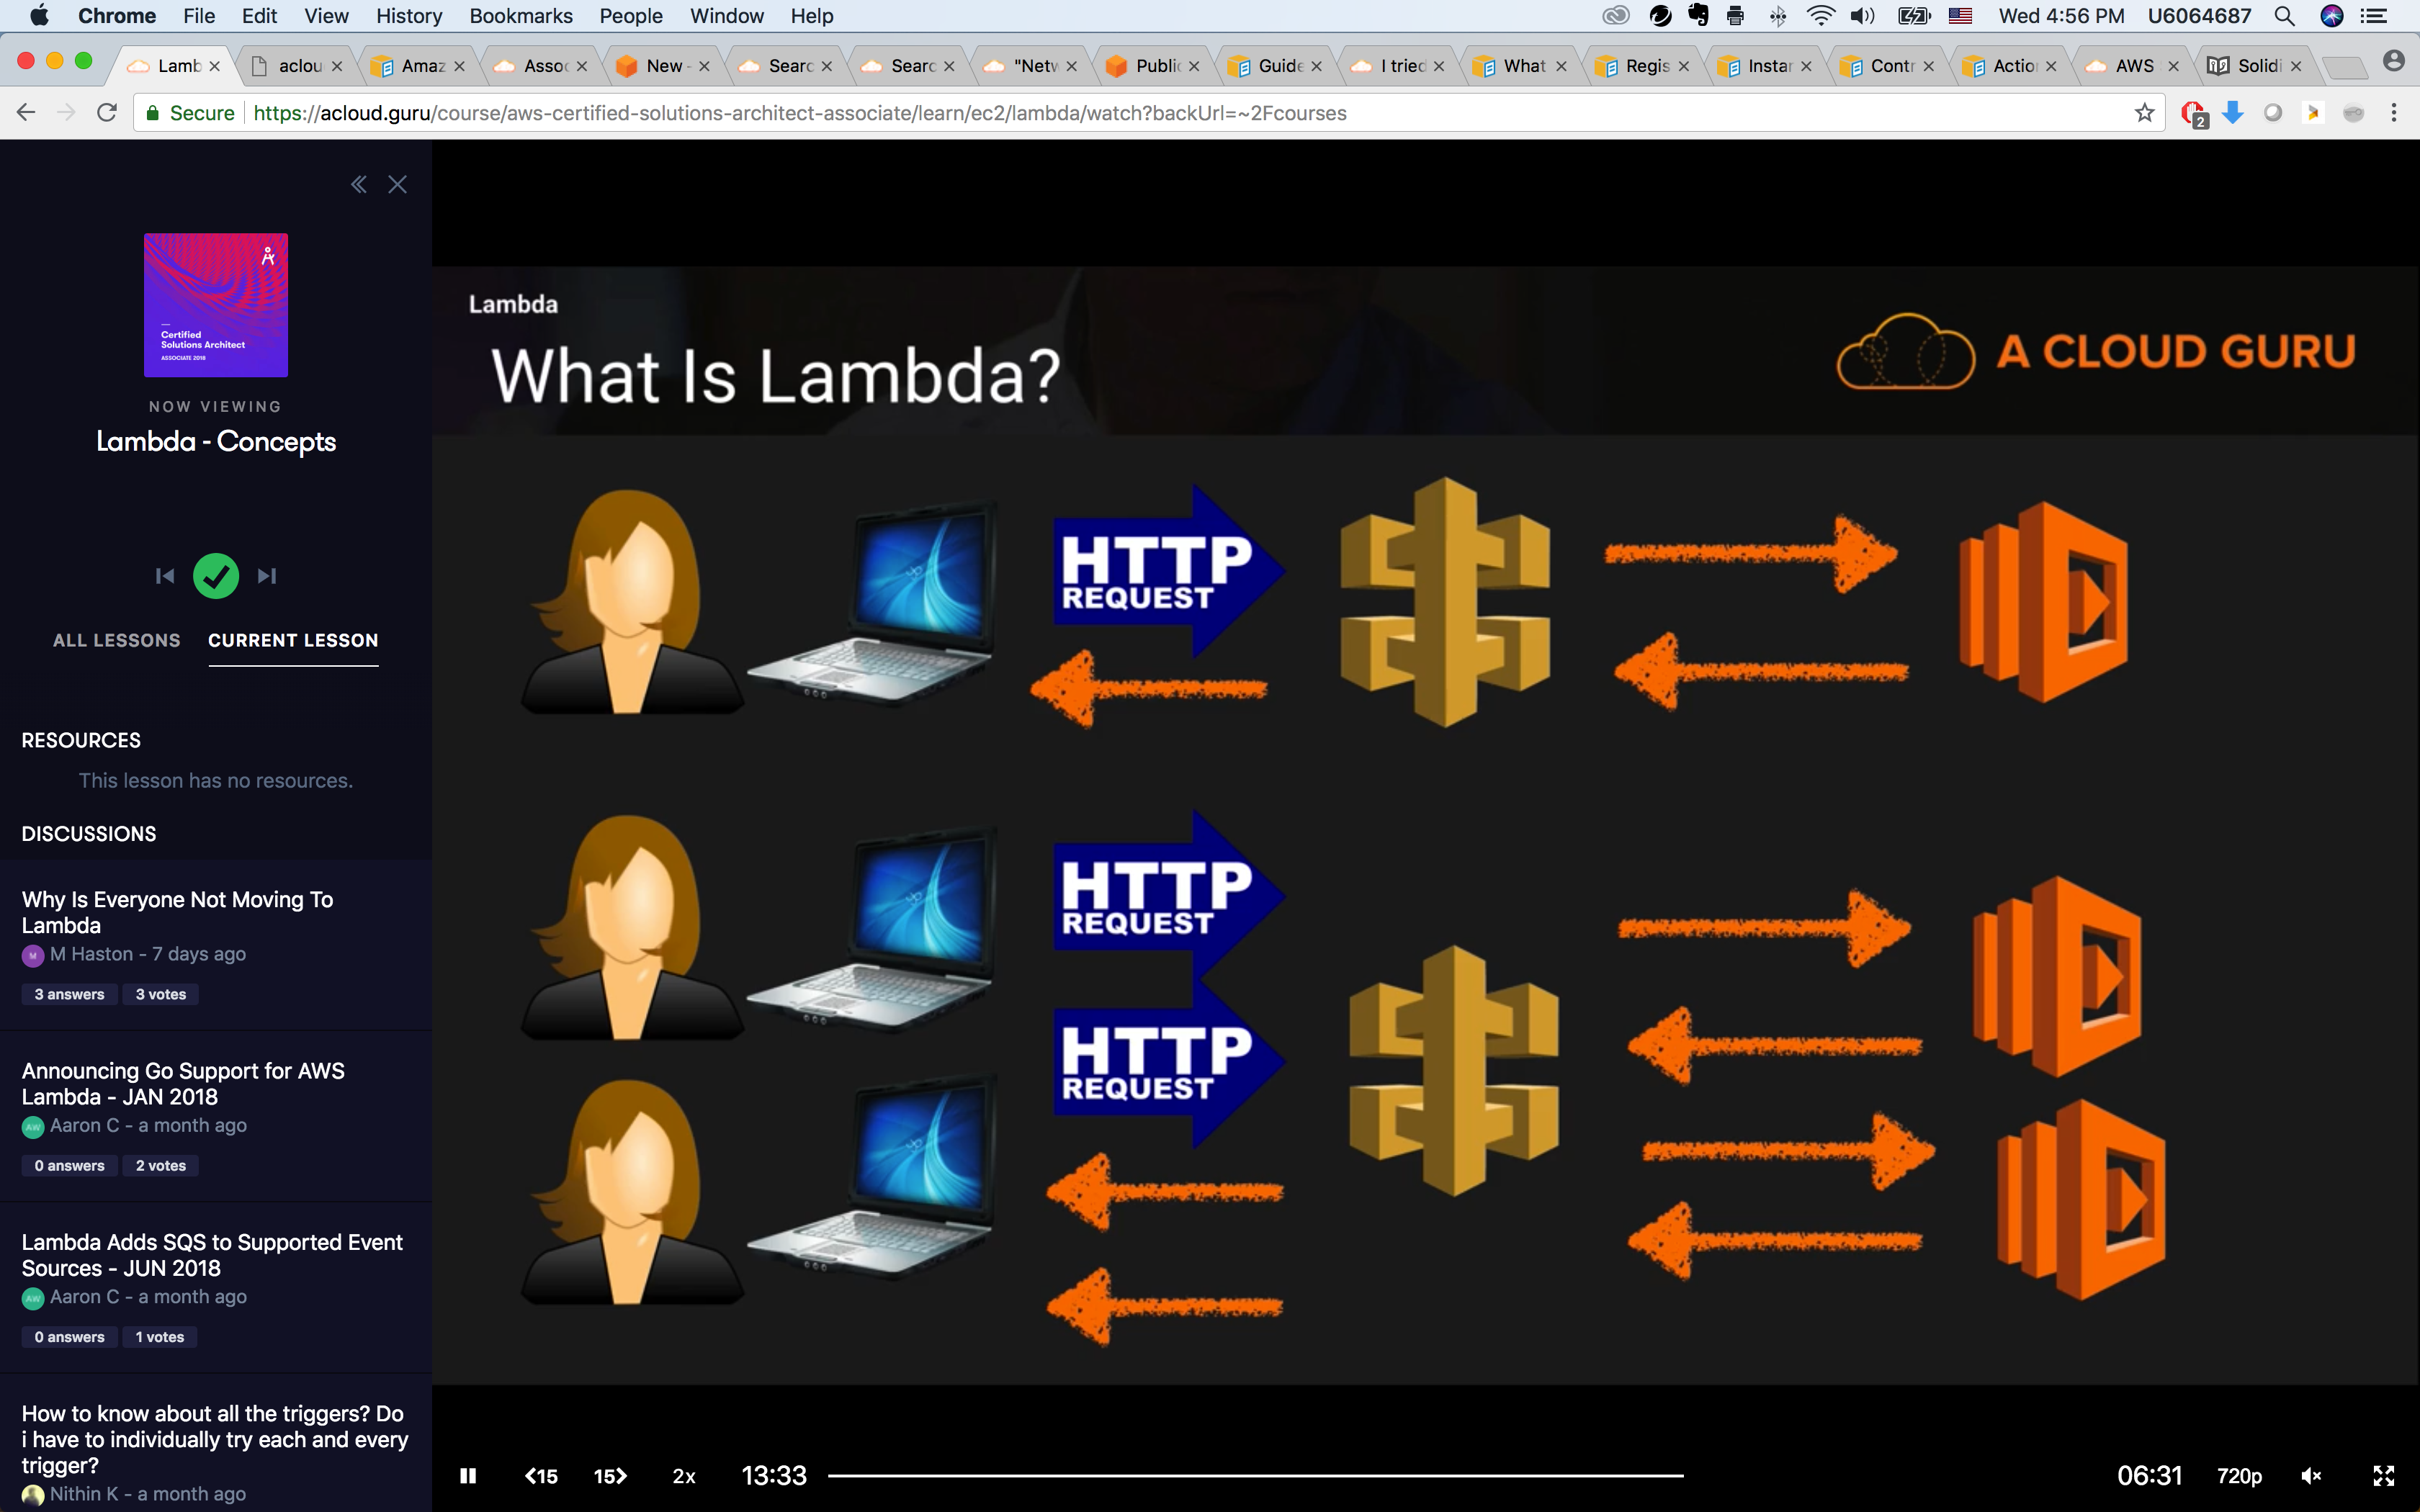 Chrome File Edit View History Bookmarks People Window Help Wed 4:56 PM U6064687
Lamb aclou Amaz Assoc New - Searc Searc "Netw Public Guide I tried What Regis Instar Contr Action AWS Solidi
Secure https://acloud.guru/course/aws-certified-solutions-architect-associate/learn/ec2/lambda/watch?backUrl=~2Fcourses 2
Certified
Solutions Architect
ASSOCIATE 2018
NOW VIEWING
Lambda - Concepts
ALL LESSONS CURRENT LESSON
RESOURCES
This lesson has no resources.
DISCUSSIONS
Why Is Everyone Not Moving To
Lambda
M M Haston - 7 days ago
3 answers 3 votes
Announcing Go Support for AWS
Lambda - JAN 2018
AW Aaron C - a month ago
0 answers 2 votes
Lambda Adds SQS to Supported Event
Sources - JUN 2018
AW Aaron C - a month ago
0 answers 1 votes
How to know about all the triggers? Do
i have to individually try each and every
trigger?
Nithin K - a month ago
Lambda
What Is Lambda?
A CLOUD GURU
HTTP
REQUEST
HTTP
REQUEST
HTTP
REQUEST
15 15 2x 13:33 06:31 720p